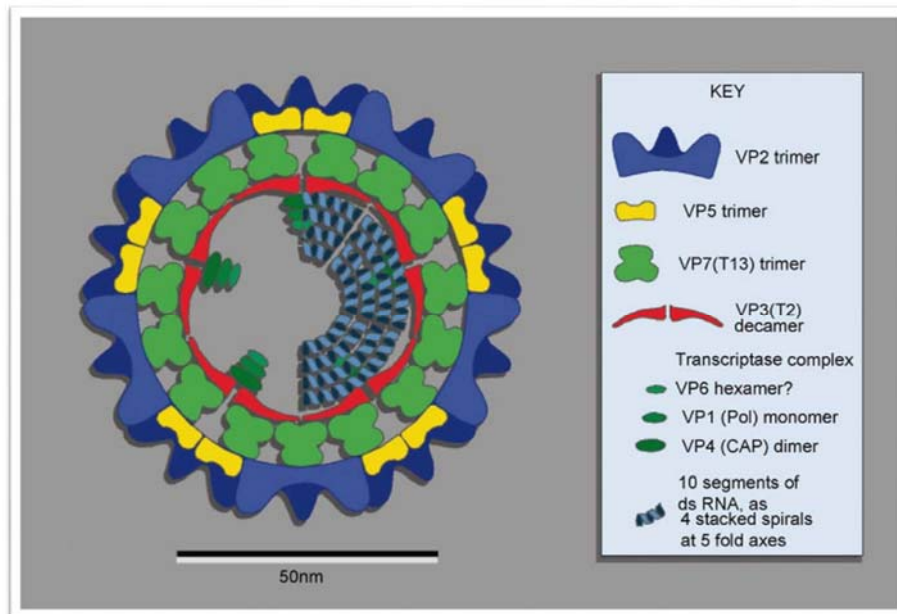 KEY
VP2 trimer
VP5 trimer
VP7(T13) trimer
VP3(T2)
decamer
Transcriptase complex
VP6 hexamer?
VP1 (Pol) monomer
VP4 (CAP) dimer
10 segments of
ds RNA, as
4 stacked spirals
at 5 fold axes
50nm